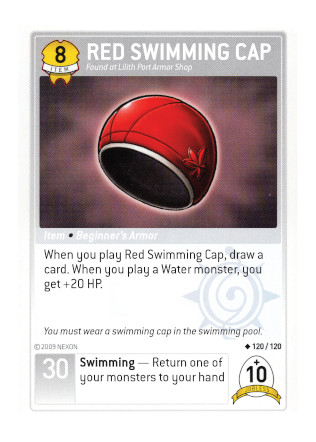 8
ITEM
RED SWIMMING CAP
Found at Lilith Port Armor Shop
Item • Beginner's Armor
When you play Red Swimming Cap, draw a
card. When you play a Water monster, you
get +20 HP.
You must wear a swimming cap in the swimming pool.
©2009 NEXON
◆ 120/120
30
Swimming — Return one of
your monsters to your hand
+
10